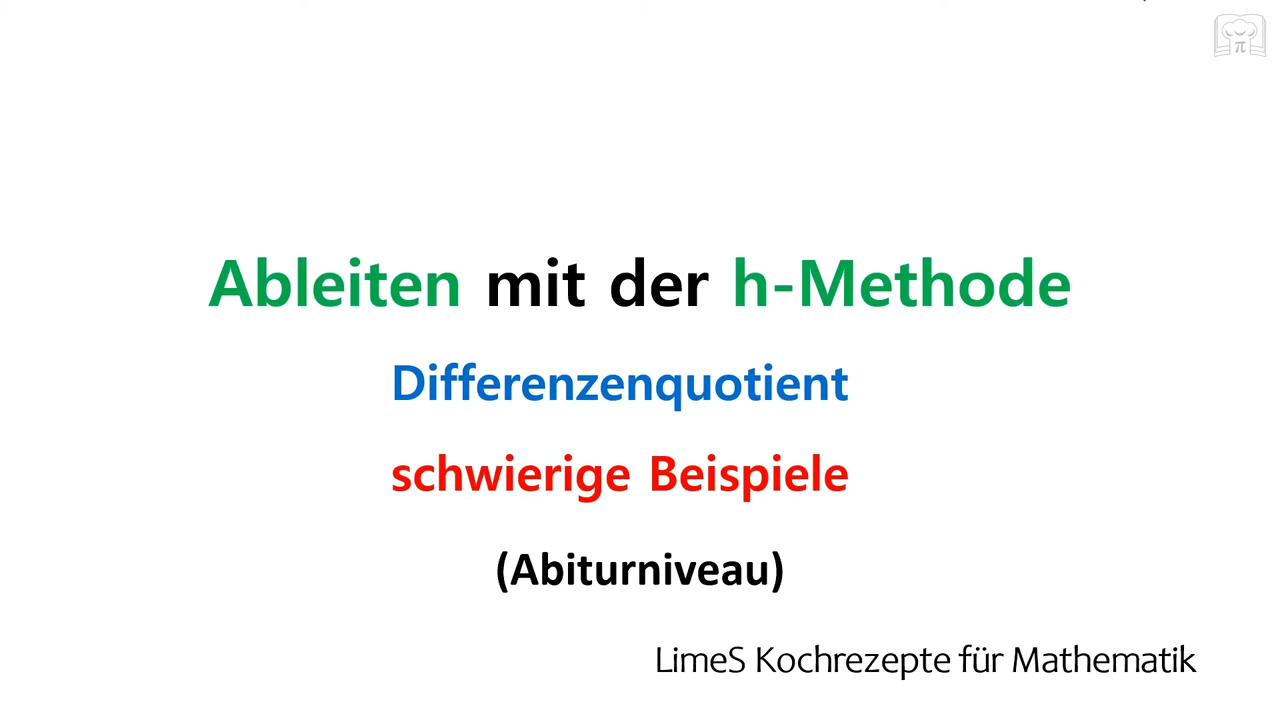 π
Ableiten mit der h-Methode
Differenzenquotient
schwierige Beispiele
(Abiturniveau)
LimeS Kochrezepte für Mathematik